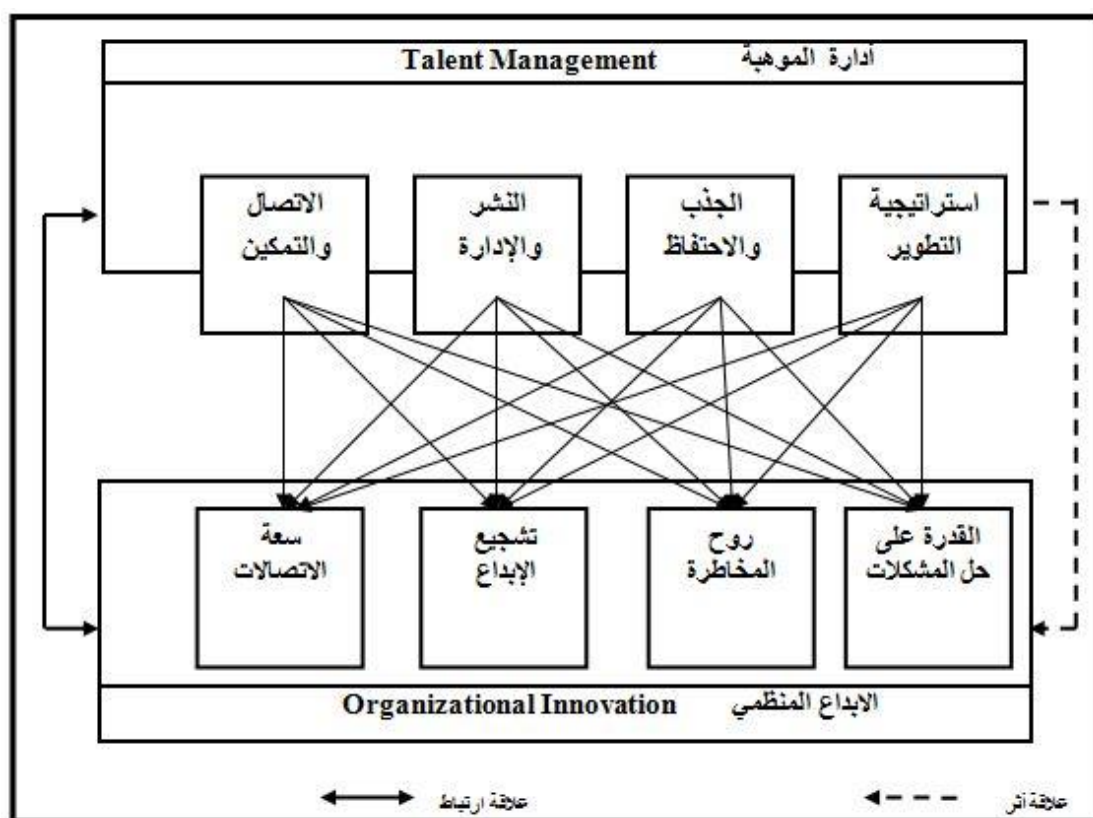 أدارة الموهبة Talent Management
استراتيجية
التطوير
الجذب
والاحتفاظ
النشر
والإدارة
الاتصال
والتمكين
القدرة على
حل المشكلات
روح
المخاطرة
تشجيع
الإبداع
سعة
الاتصالات
الابداع المنظمي Organizational Innovation
علاقة أثر
علاقة ارتباط